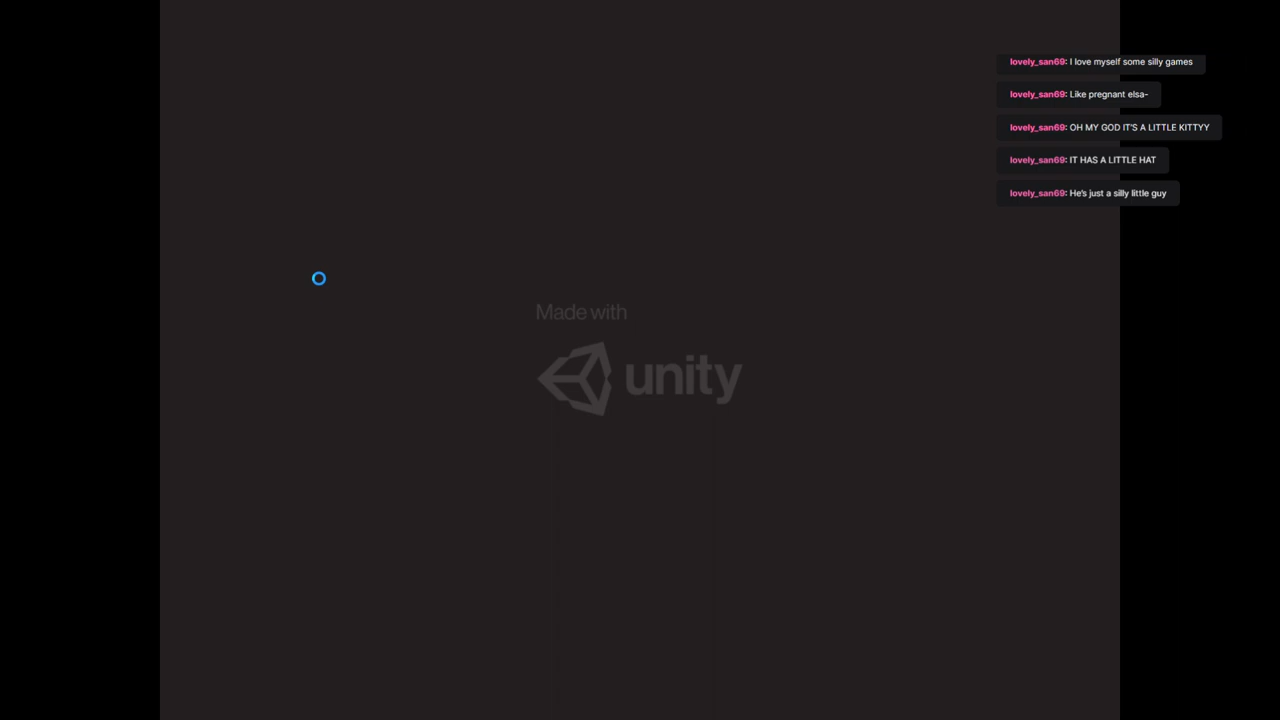 lovely_san69: I love myself some silly games
lovely_san69: Like pregnant elsa-
lovely_san69: OH MY GOD IT'S A LITTLE KITTYY
lovely_san69: IT HAS A LITTLE HAT
lovely_san69: He's just a silly little guy
Made with
unity